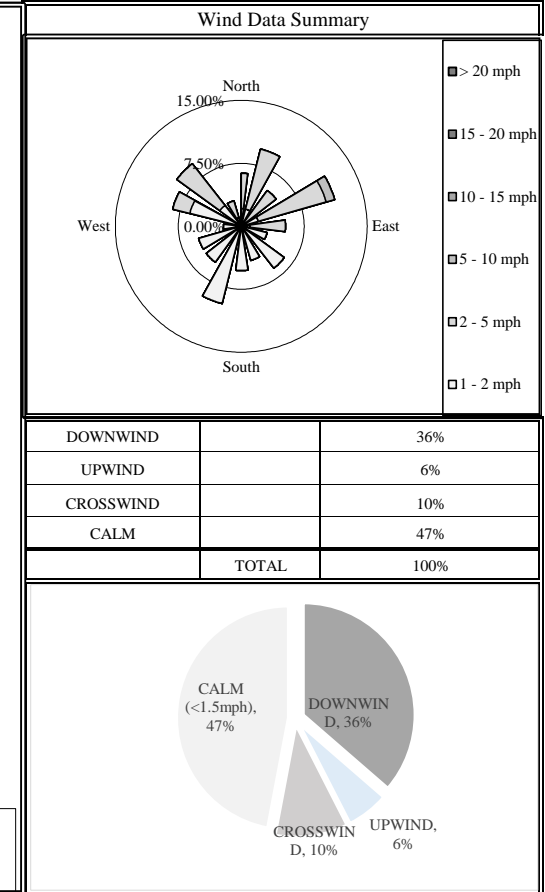 Wind Data Summary
North
15.00%
7.50%
0.00%
West
East
South
> 20 mph
15 - 20 mph
10 - 15 mph
5 - 10 mph
2 - 5 mph
1 - 2 mph
DOWNWIND 36%
UPWIND 6%
CROSSWIND 10%
CALM 47%
TOTAL 100%
CALM
(<1.5mph),
47%
DOWNWIN
D, 36%
UPWIND,
6%
CROSSWIN
D, 10%